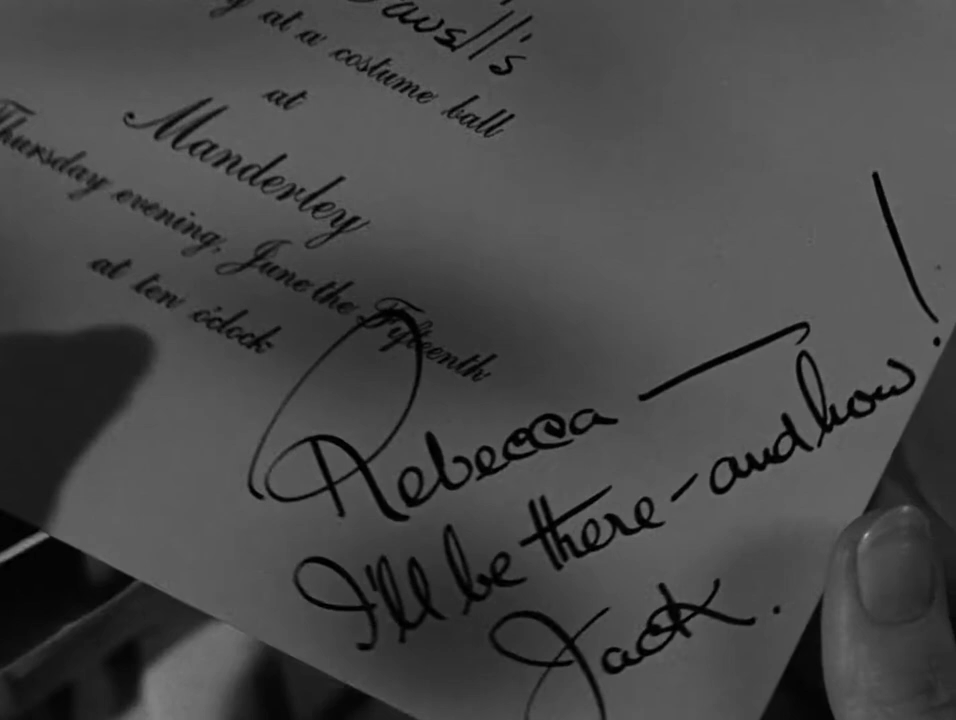 at a costume ball
at
Manderley
Thursday evening, June the Fifteenth
at ten o'clock
Rebecca —
I'll be there - and how!
Jack.